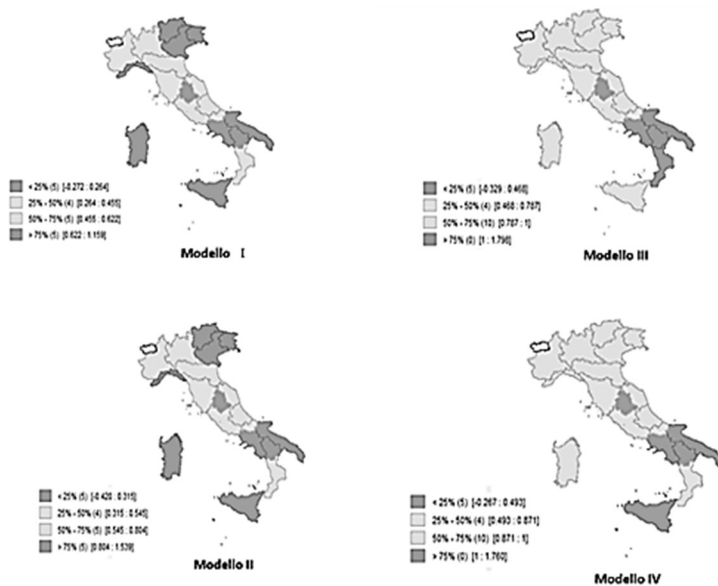 < 25% (5) [-0.272 : 0.264]
25% - 50% (4) [0.264 : 0.455]
50% - 75% (5) [0.455 : 0.622]
> 75% (5) [0.622 : 1.159]
Modello I
< 25% (5) [-0.329 : 0.468]
25% - 50% (4) [0.468 : 0.787]
50% - 75% (10) [0.787 : 1]
> 75% (0) [1 : 1.796]
Modello III
< 25% (5) [-0.420 : 0.315]
25% - 50% (4) [0.315 : 0.545]
50% - 75% (5) [0.545 : 0.804]
> 75% (5) [0.804 : 1.539]
Modello II
< 25% (5) [-0.267 : 0.493]
25% - 50% (4) [0.493 : 0.871]
50% - 75% (10) [0.871 : 1]
> 75% (0) [1 : 1.760]
Modello IV